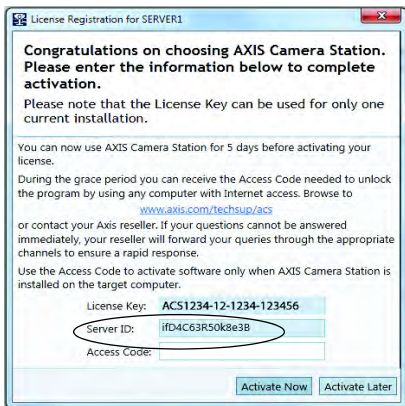 License Registration for SERVER1
Congratulations on choosing AXIS Camera Station.
Please enter the information below to complete
activation.
Please note that the License Key can be used for only one
current installation.
You can now use AXIS Camera Station for 5 days before activating your
license.
During the grace period you can receive the Access Code needed to unlock
the program by using any computer with Internet access. Browse to
www.axis.com/techsup/acs
or contact your Axis reseller. If your questions cannot be answered
immediately, your reseller will forward your queries through the appropriate
channels to ensure a rapid response.
Use the Access Code to activate software only when AXIS Camera Station is
installed on the target computer.
License Key: ACS1234-12-1234-123456
Server ID: ifD4C63R50k8e3B
Access Code:
Activate Now Activate Later